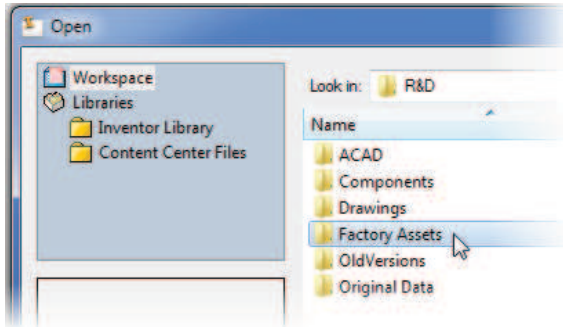 Open
Workspace
Libraries
Inventor Library
Content Center Files
Look in: R&D
Name
ACAD
Components
Drawings
Factory Assets
OldVersions
Original Data